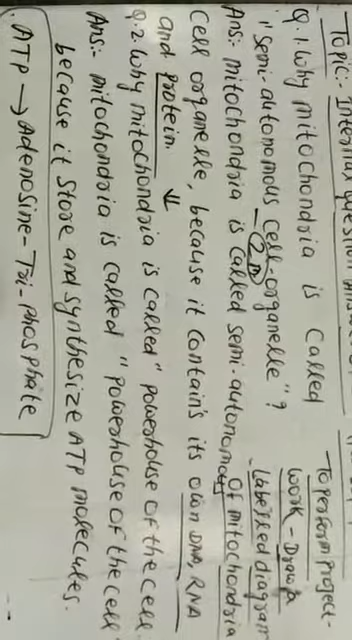 Topic:- Internal question
Q.1. Why mitochondria is called
"Semi-autonomous cell-organelle"?
(2M)
Ans:- mitochondria is called semi-autonomous
cell organelle, because it contain's its own DNA, RNA
and protein.
Q.2. Why mitochondria is called "powerhouse of the cell
Ans:- mitochondria is called "powerhouse of the cell"
because it store and synthesize ATP molecules.
ATP → Adenosine-Tri-phosphate
To perform project-
work - Draw a
Labelled diagram
of mitochondria